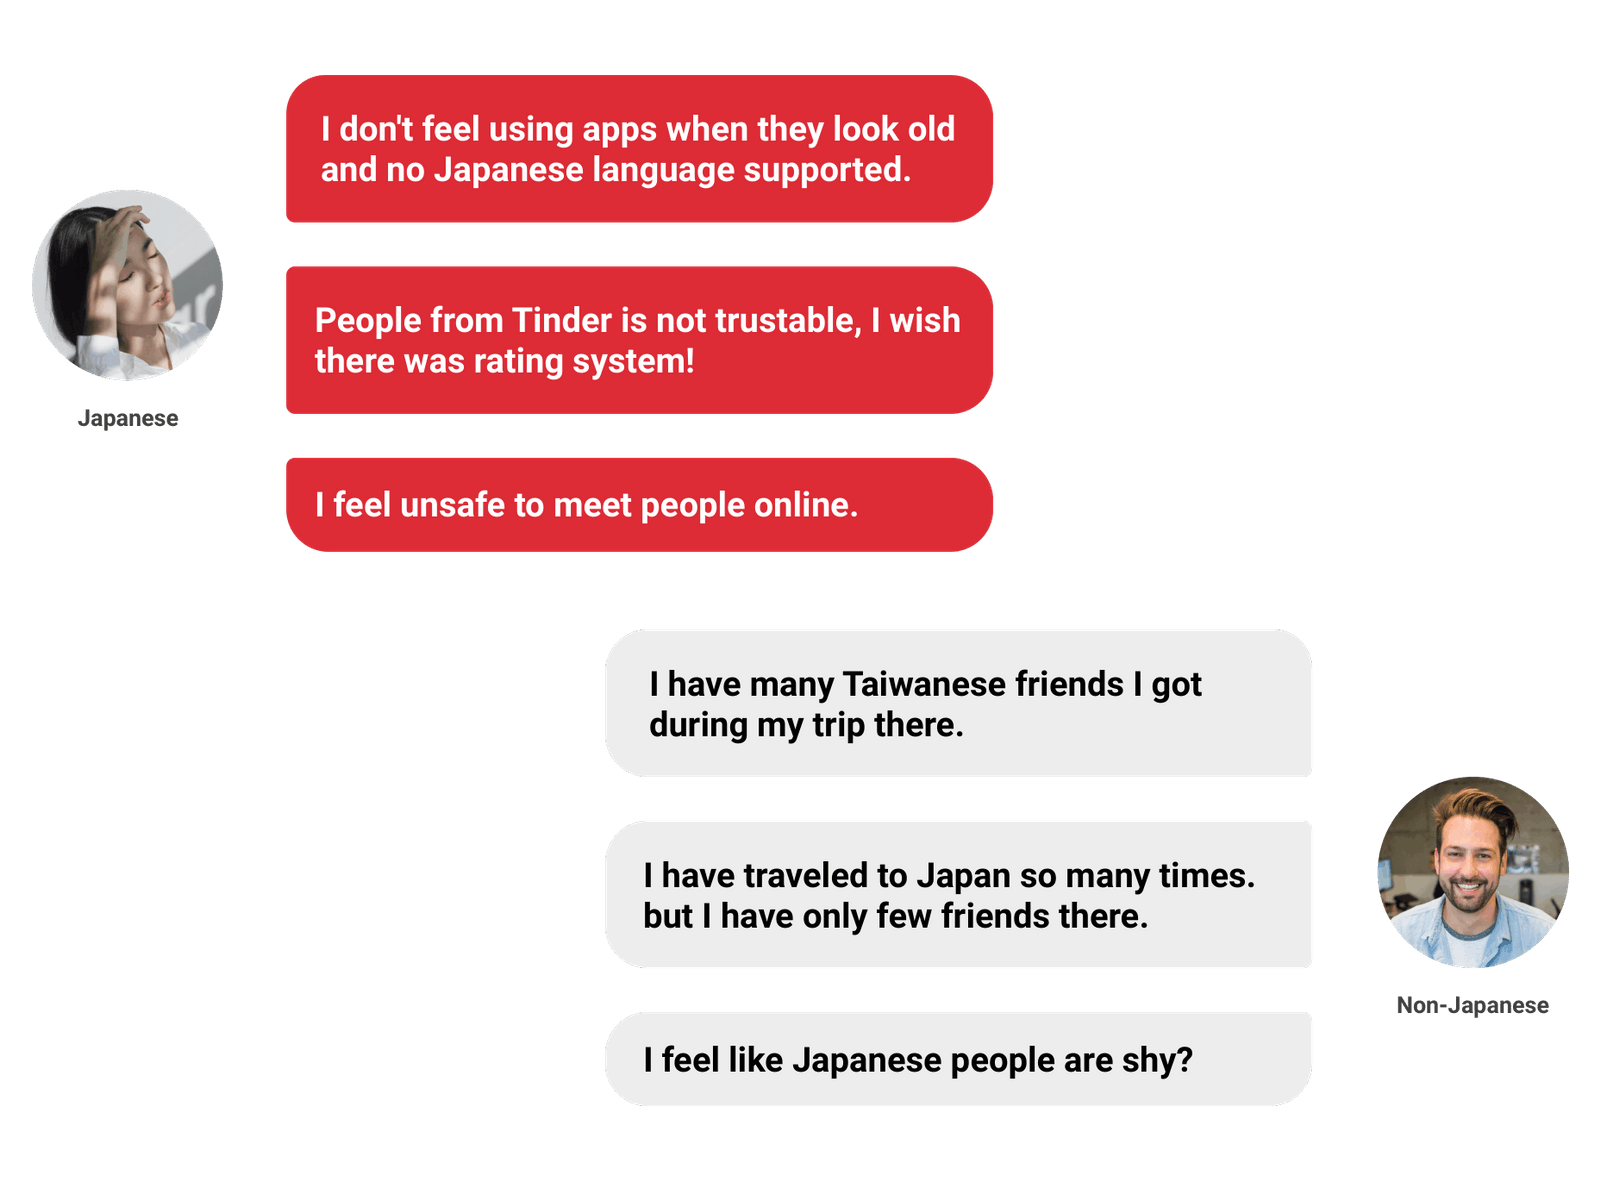 I don't feel using apps when they look old
and no Japanese language supported.
People from Tinder is not trustable, I wish
there was rating system!
Japanese
I feel unsafe to meet people online.
I have many Taiwanese friends I got
during my trip there.
I have traveled to Japan so many times.
but I have only few friends there.
Non-Japanese
I feel like Japanese people are shy?